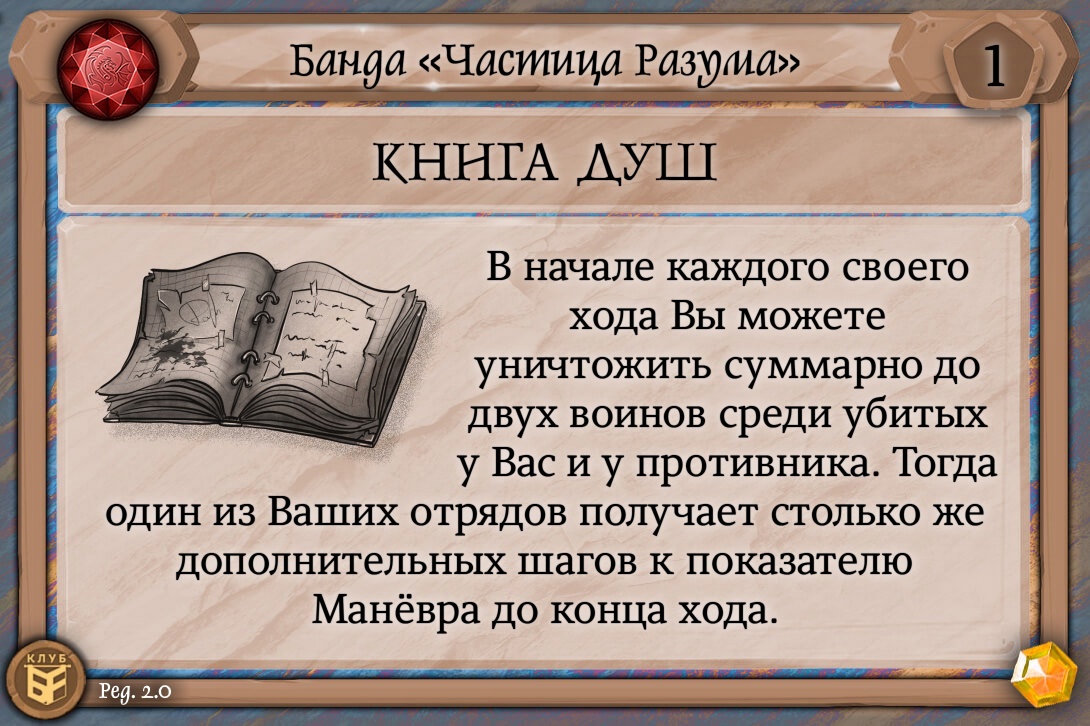 Банда «Частица Разума»
1
КНИГА ДУШ
В начале каждого своего
хода Вы можете
уничтожить суммарно до
двух воинов среди убитых
у Вас и у противника. Тогда
один из Ваших отрядов получает столько же
дополнительных шагов к показателю
Манёвра до конца хода.
КЛУБ
Ред. 2.0